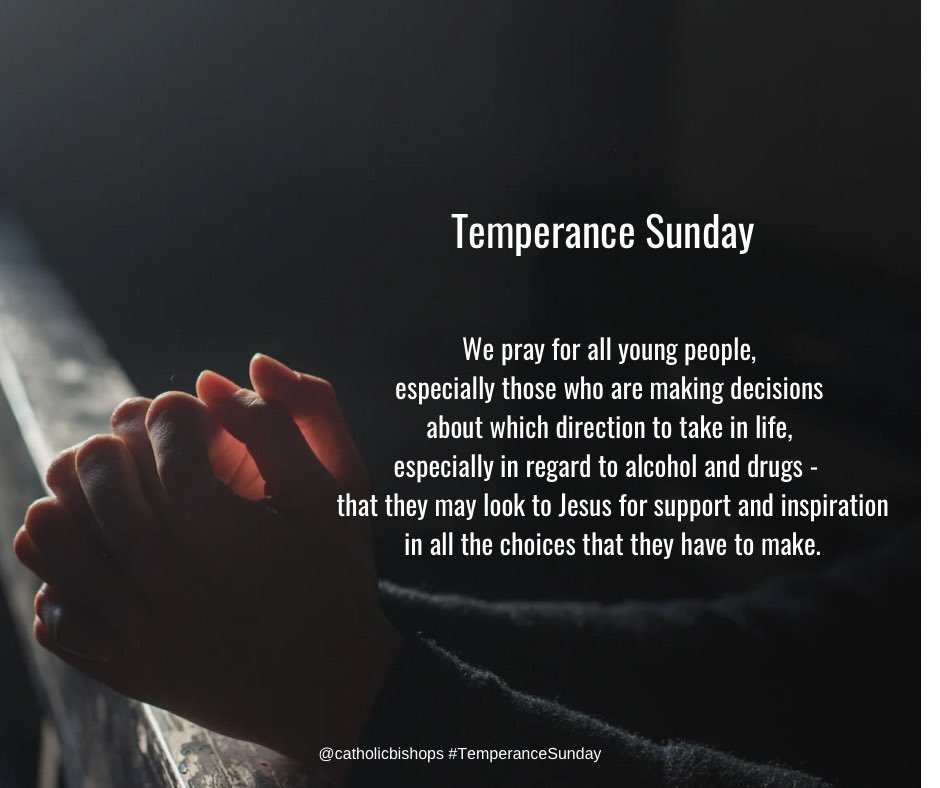 Temperance Sunday
We pray for all young people,
especially those who are making decisions
about which direction to take in life,
especially in regard to alcohol and drugs -
that they may look to Jesus for support and inspiration
in all the choices that they have to make.
@catholicbishops #TemperanceSunday